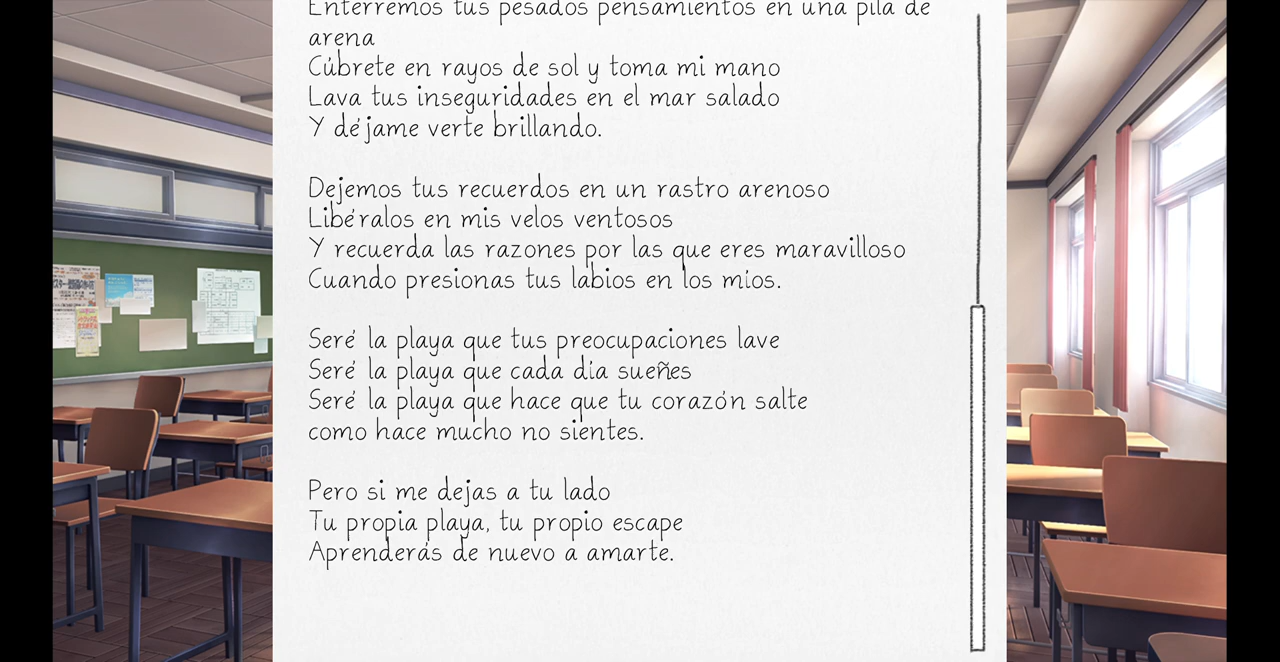 Enterremos tus pesados pensamientos en una pila de
arena
Cúbrete en rayos de sol y toma mi mano
Lava tus inseguridades en el mar salado
Y déjame verte brillando.
Dejemos tus recuerdos en un rastro arenoso
Libéralos en mis velos ventosos
Y recuerda las razones por las que eres maravilloso
Cuando presionas tus labios en los míos.
Seré la playa que tus preocupaciones lave
Seré la playa que cada día sueñes
Seré la playa que hace que tu corazón salte
como hace mucho no sientes.
Pero si me dejas a tu lado
Tu propia playa, tu propio escape
Aprenderás de nuevo a amarte.